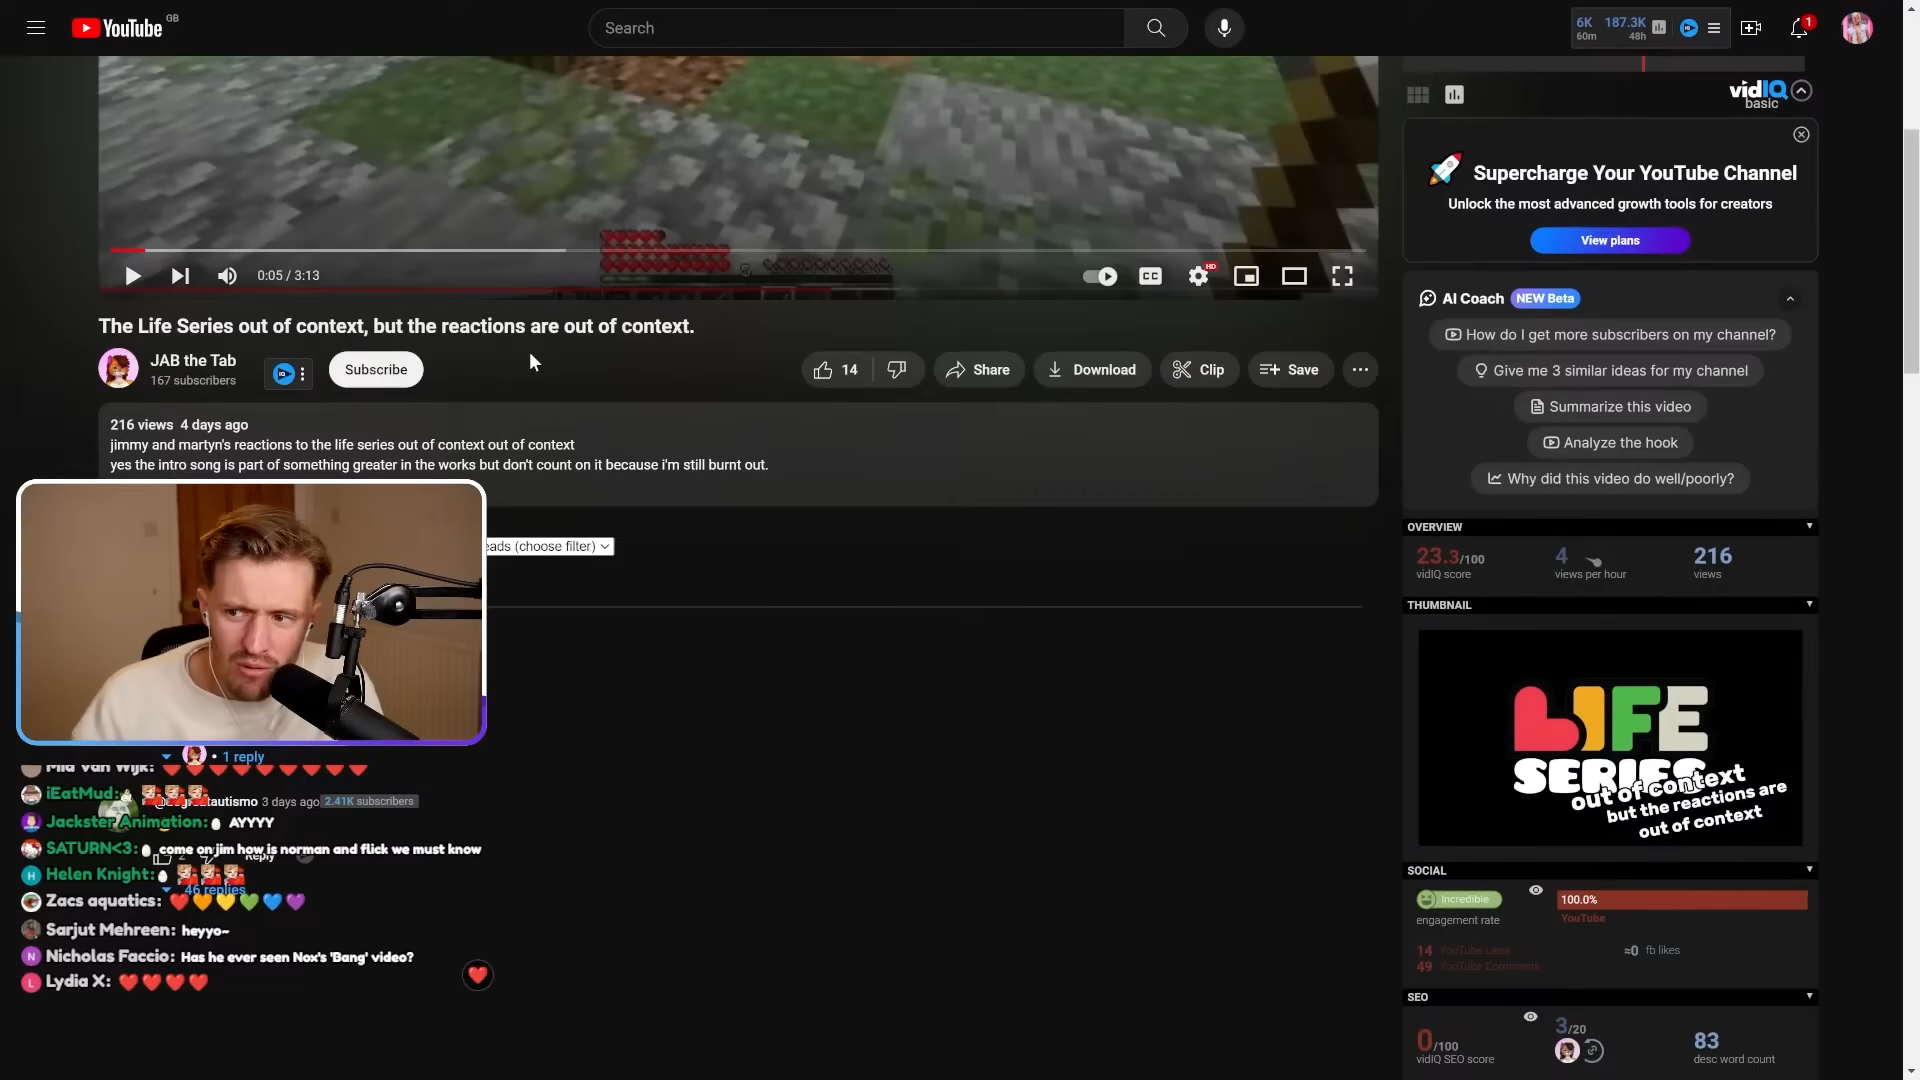 YouTube GB
Search
6K 187.3K
60m 48h
1
vidIQ
basic
Supercharge Your YouTube Channel
Unlock the most advanced growth tools for creators
View plans
0:05 / 3:13
CC
HD
AI Coach NEW Beta
How do I get more subscribers on my channel?
Give me 3 similar ideas for my channel
Summarize this video
Analyze the hook
Why did this video do well/poorly?
The Life Series out of context, but the reactions are out of context.
JAB the Tab
167 subscribers
Subscribe
14
Share
Download
Clip
Save
216 views 4 days ago
jimmy and martyn's reactions to the life series out of context out of context
yes the intro song is part of something greater in the works but don't count on it because i'm still burnt out.
eads (choose filter)
OVERVIEW
23.3/100
vidIQ score
4
views per hour
216
views
THUMBNAIL
LIFE
SERIES
out of context
but the reactions are
out of context
SOCIAL
Incredible
engagement rate
100.0%
YouTube
14 YouTube Likes
49 YouTube Comments
≈0 fb likes
SEO
0/100
vidIQ SEO score
3/20
83
desc word count
1 reply
Mia Van Wijk:
iEatMud:
autismo 3 days ago 2.41K subscribers
Jackster Animation: AYYYY
SATURN<3: come on jim how is norman and flick we must know
2 Reply
Helen Knight:
46 replies
Zacs aquatics:
Sarjut Mehreen: heyyo~
Nicholas Faccio: Has he ever seen Nox's 'Bang' video?
Lydia X: